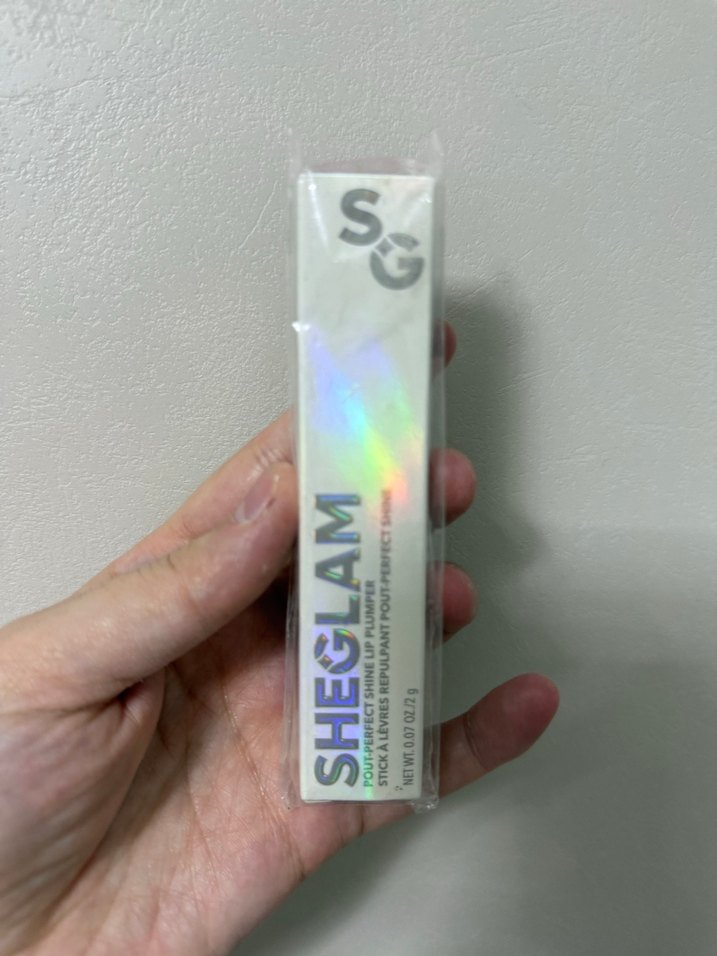 SG
SHEGLAM
POUT-PERFECT SHINE LIP PLUMPER
STICK À LÈVRES REPULPANT POUT-PERFECT SHINE
NET WT. 0.07 OZ./2 g